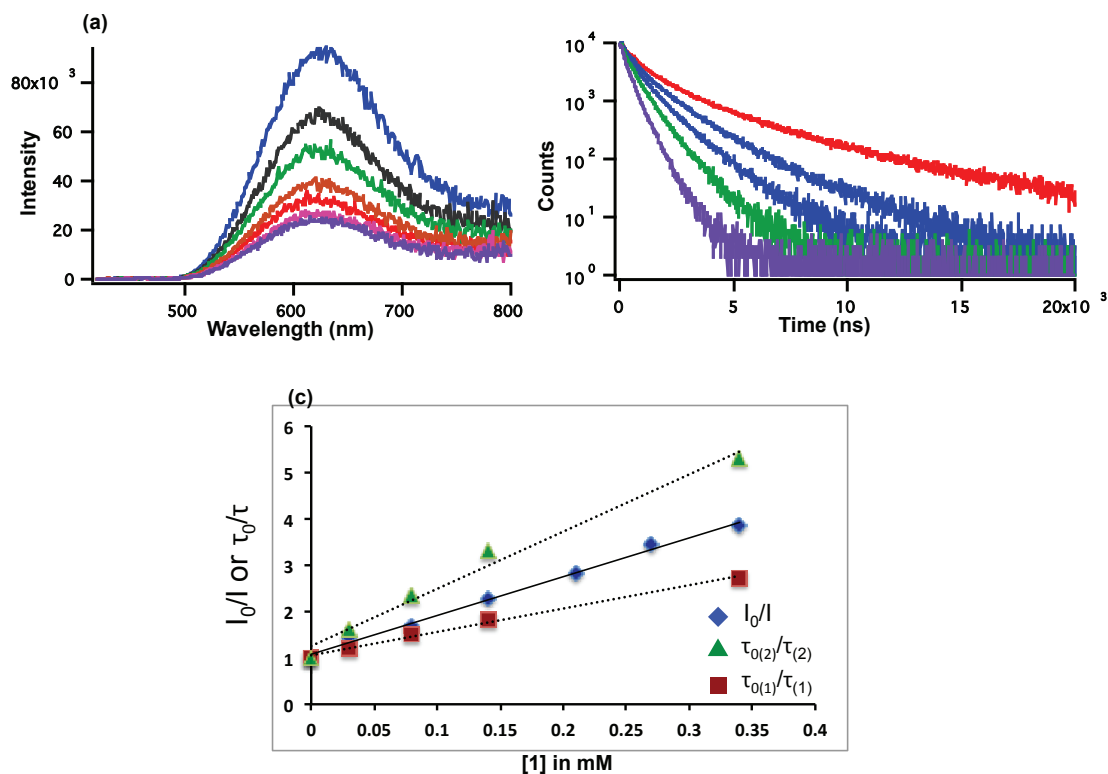 (a)
80x10 3
60
40
20
0
Intensity
500
600
700
800
Wavelength (nm)
10 4
10 3
10 2
10 1
10 0
Counts
0
5
10
15
20x10 3
Time (ns)
(c)
6
5
4
3
2
1
0
I0/I or τ0/τ
0
0.05
0.1
0.15
0.2
0.25
0.3
0.35
0.4
[1] in mM
I0/I
τ0(2)/τ(2)
τ0(1)/τ(1)